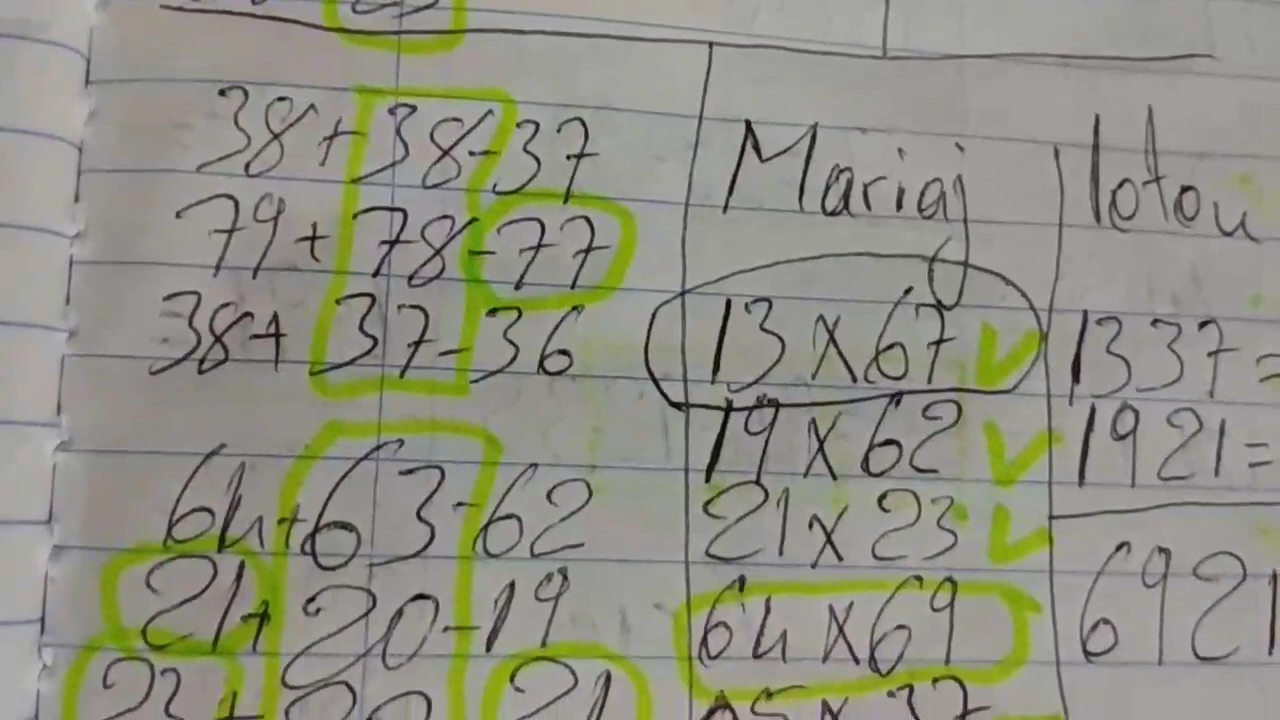 38+38-37
79+78-77
38+37-36
64+63-62
21+20-19
Mariaj
13x67
19x62
21x23
64x69
lotou
1337=
1921=
6921